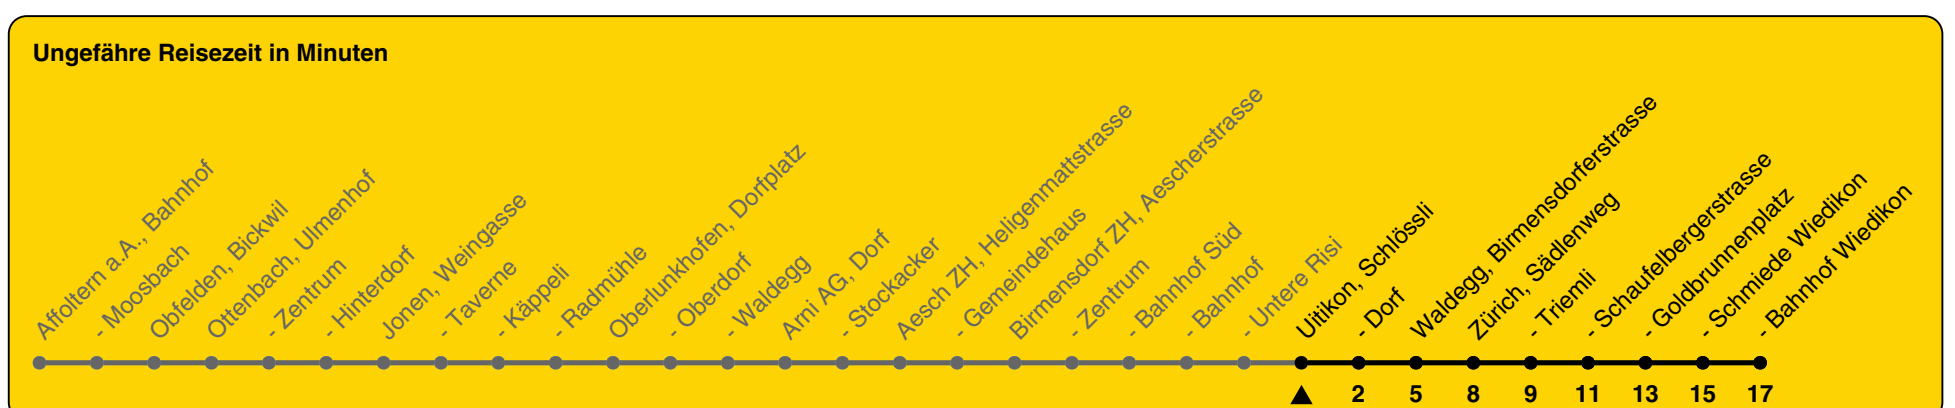 Ungefähre Reisezeit in Minuten
Affoltern a.A., Bahnhof
- Moosbach
Obfelden, Bickwil
Ottenbach, Ulmenhof
- Zentrum
- Hinterdorf
Jonen, Weingasse
- Taverne
- Käppeli
- Radmühle
Oberlunkhofen, Dorfplatz
- Oberdorf
- Waldegg
Arni AG, Dorf
- Stockacker
Aesch ZH, Heligenmattstrasse
- Gemeindehaus
Birmensdorf ZH, Aescherstrasse
- Zentrum
- Bahnhof Süd
- Bahnhof
- Untere Risi
Uitikon, Schlössli
- Dorf
Waldegg, Birmensdorferstrasse
Zürich, Sädlenweg
- Triemli
- Schaufelbergerstrasse
- Goldbrunnenplatz
- Schmiede Wiedikon
- Bahnhof Wiedikon
2 5 8 9 11 13 15 17